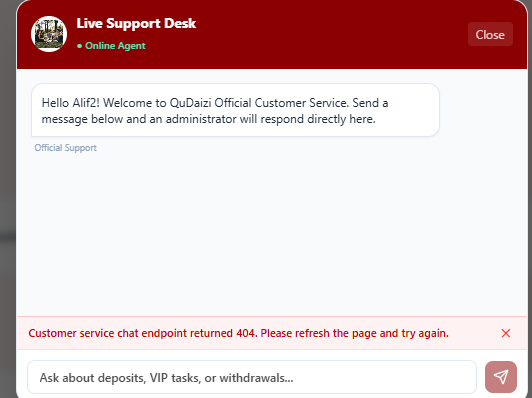 Live Support Desk
● Online Agent
Close
Hello Alif2! Welcome to QuDaizi Official Customer Service. Send a
message below and an administrator will respond directly here.
Official Support
Customer service chat endpoint returned 404. Please refresh the page and try again.
Ask about deposits, VIP tasks, or withdrawals...